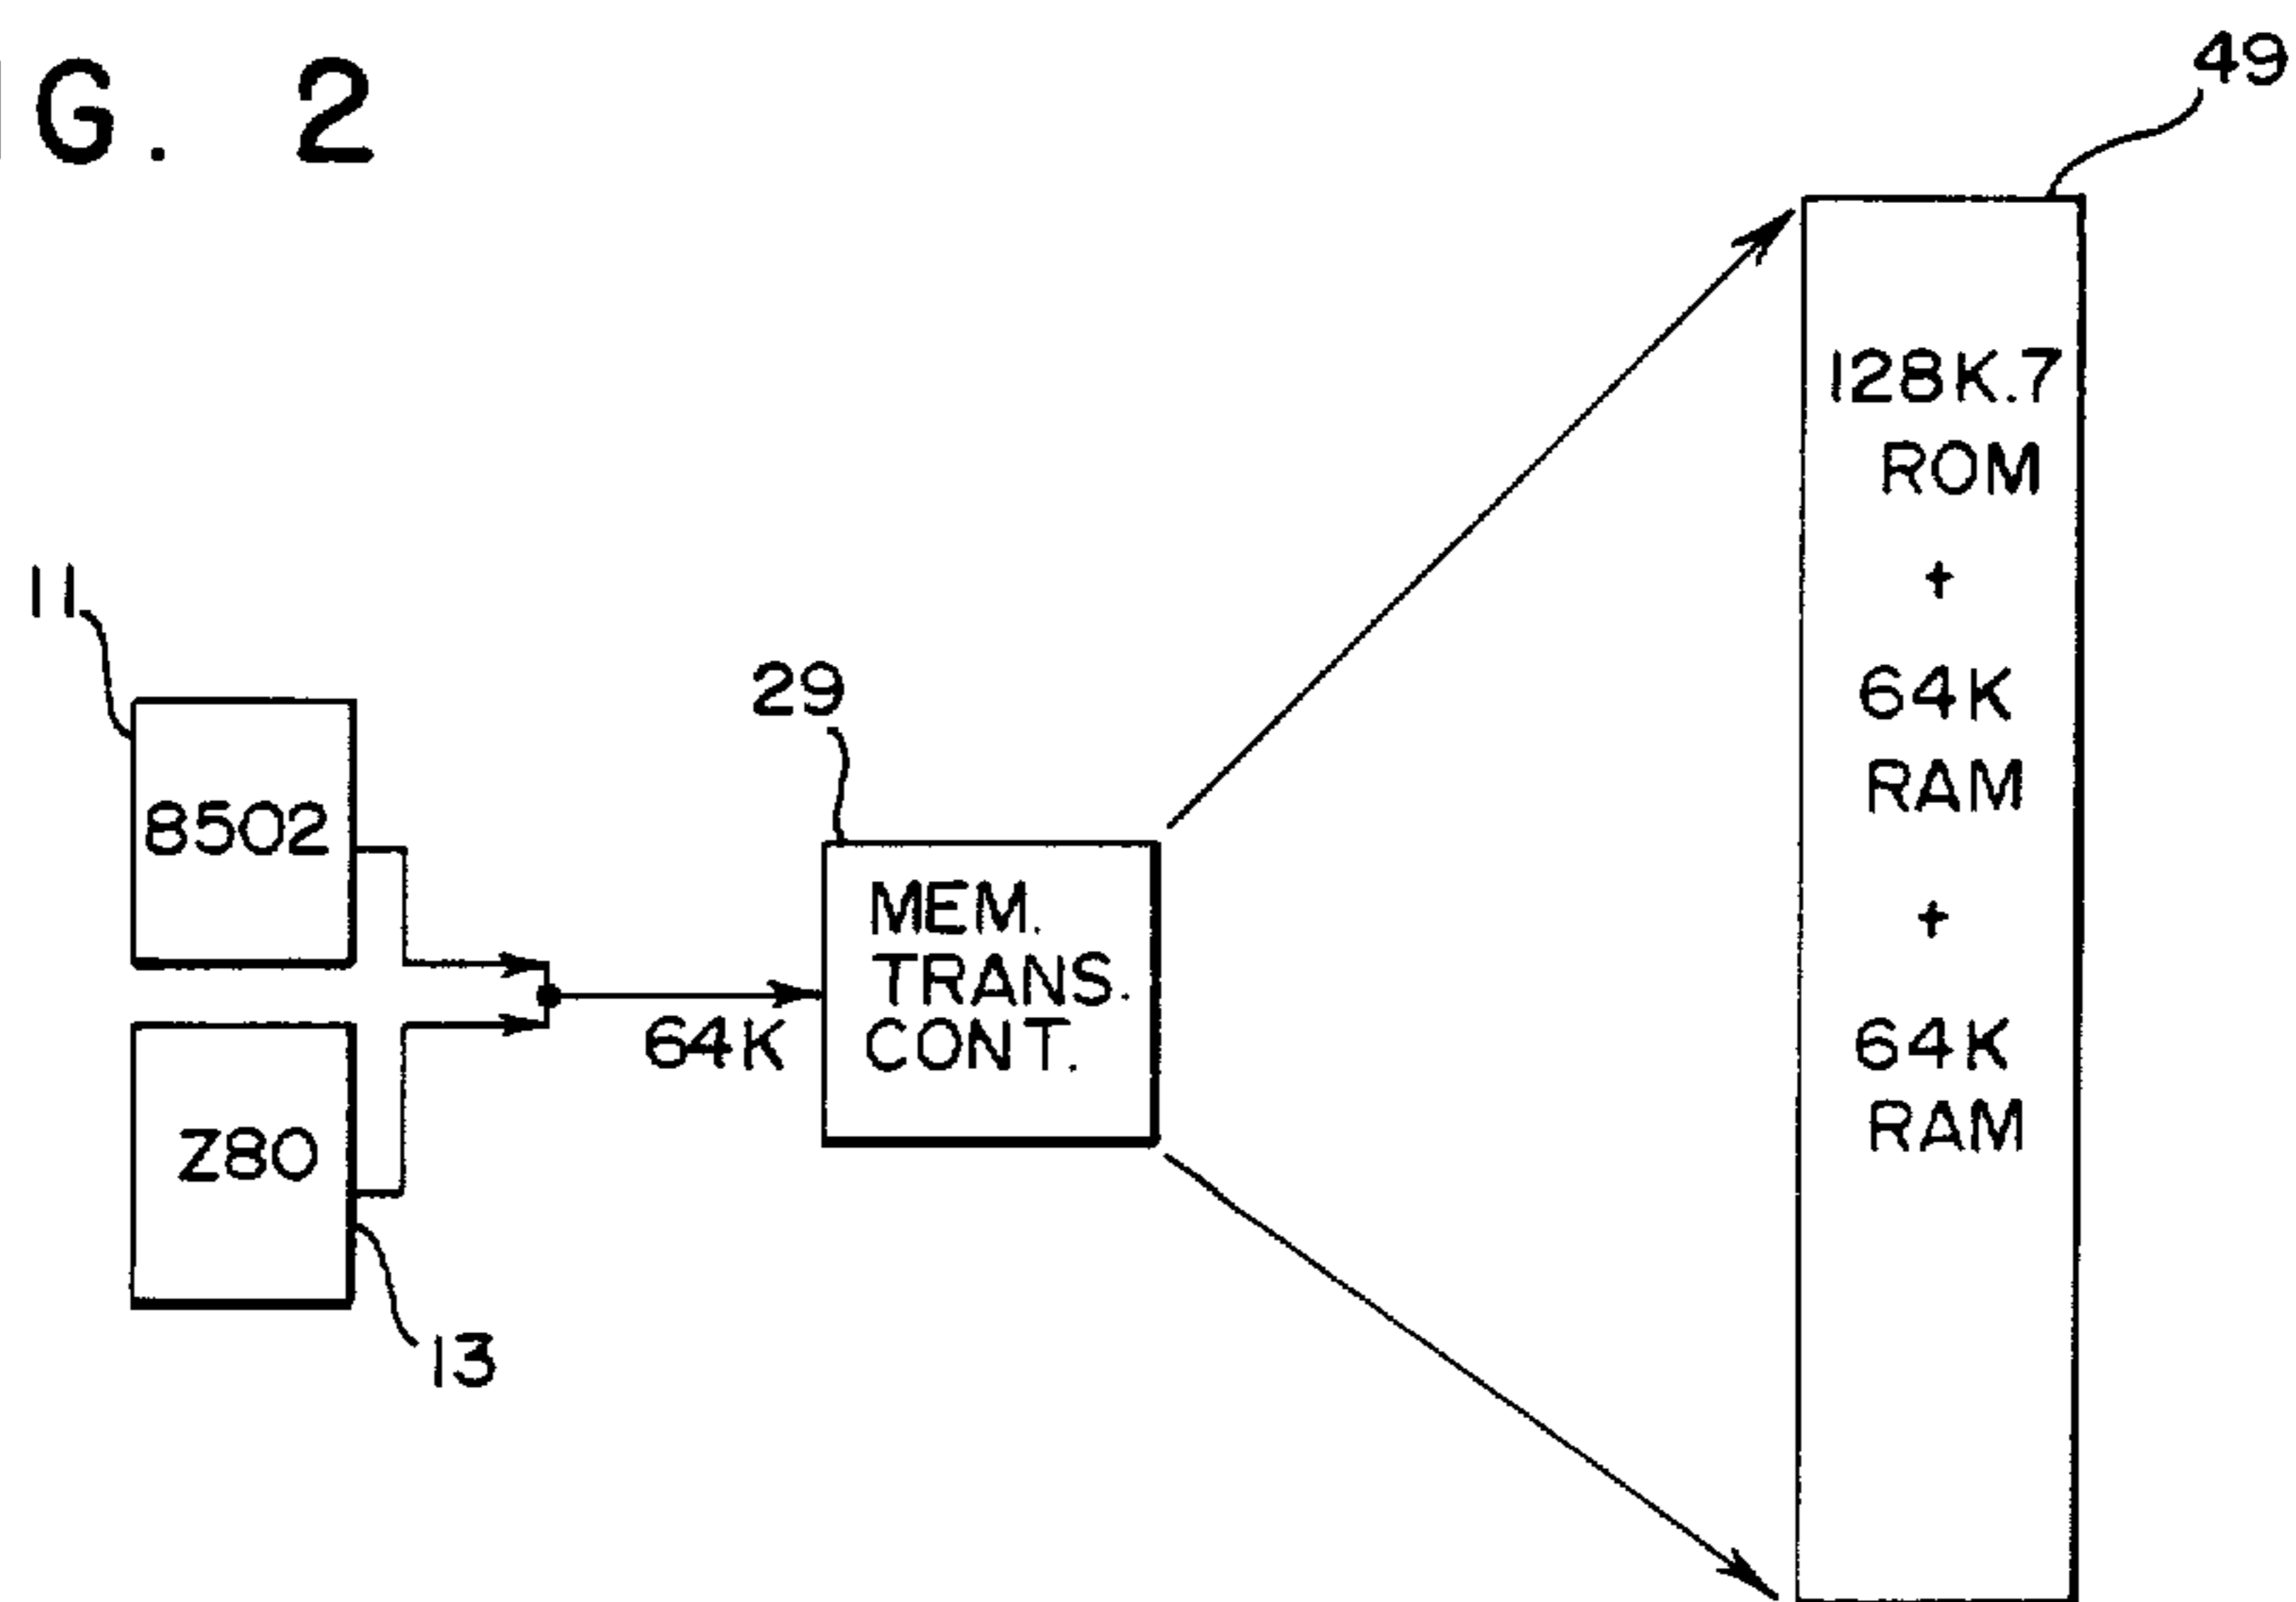 IG. 2
49
128K.7
ROM
+
64K
RAM
+
64K
RAM
11
8502
Z80
13
64K
29
MEM.
TRANS.
CONT.